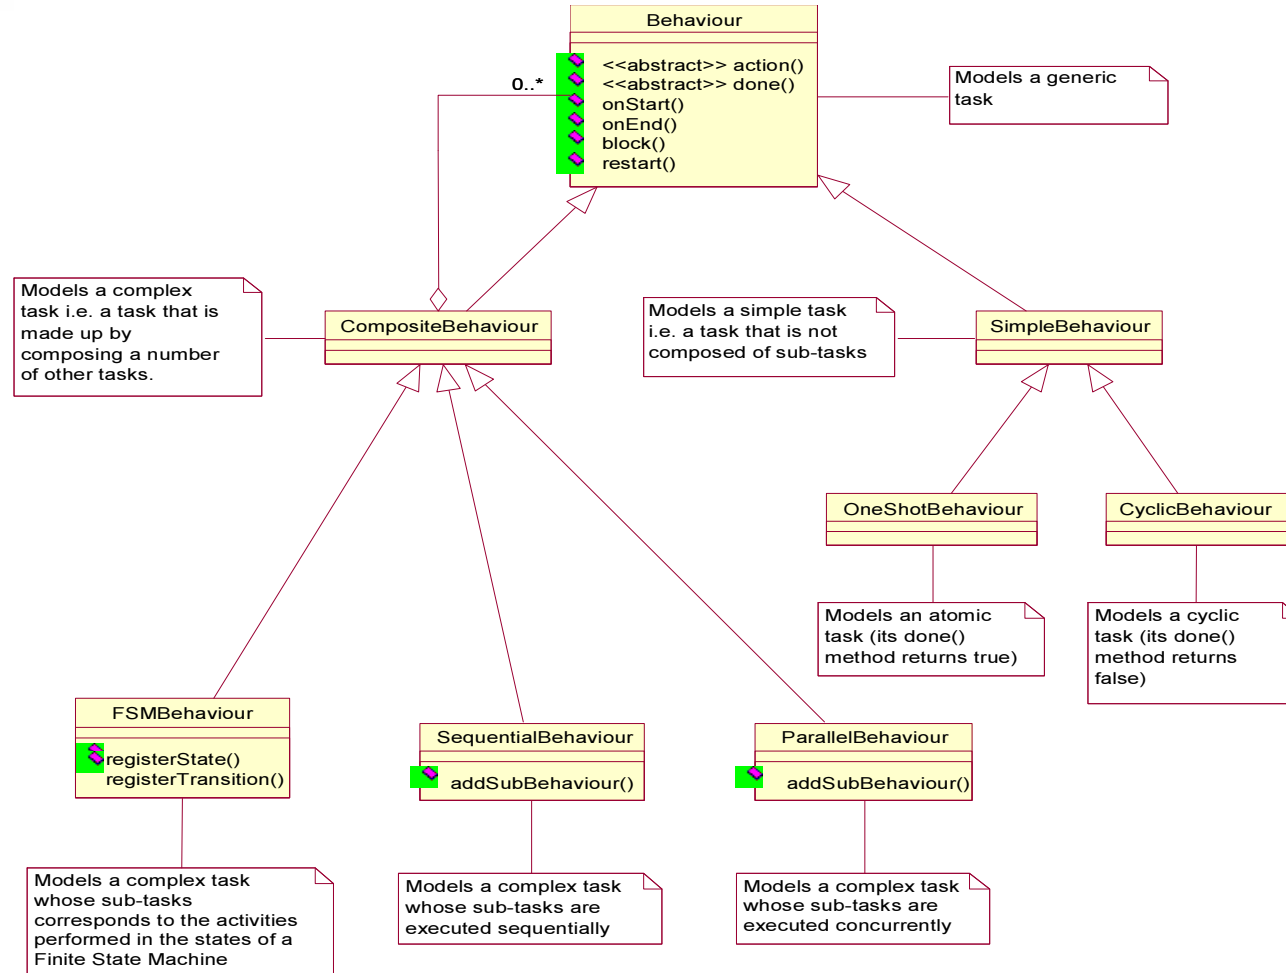 Behaviour
<<abstract>> action()
<<abstract>> done()
onStart()
onEnd()
block()
restart()
0..*
Models a generic
task
Models a complex
task i.e. a task that is
made up by
composing a number
of other tasks.
CompositeBehaviour
Models a simple task
i.e. a task that is not
composed of sub-tasks
SimpleBehaviour
OneShotBehaviour
CyclicBehaviour
Models an atomic
task (its done()
method returns true)
Models a cyclic
task (its done()
method returns
false)
FSMBehaviour
registerState()
registerTransition()
SequentialBehaviour
addSubBehaviour()
ParallelBehaviour
addSubBehaviour()
Models a complex task
whose sub-tasks
corresponds to the activities
performed in the states of a
Finite State Machine
Models a complex task
whose sub-tasks are
executed sequentially
Models a complex task
whose sub-tasks are
executed concurrently